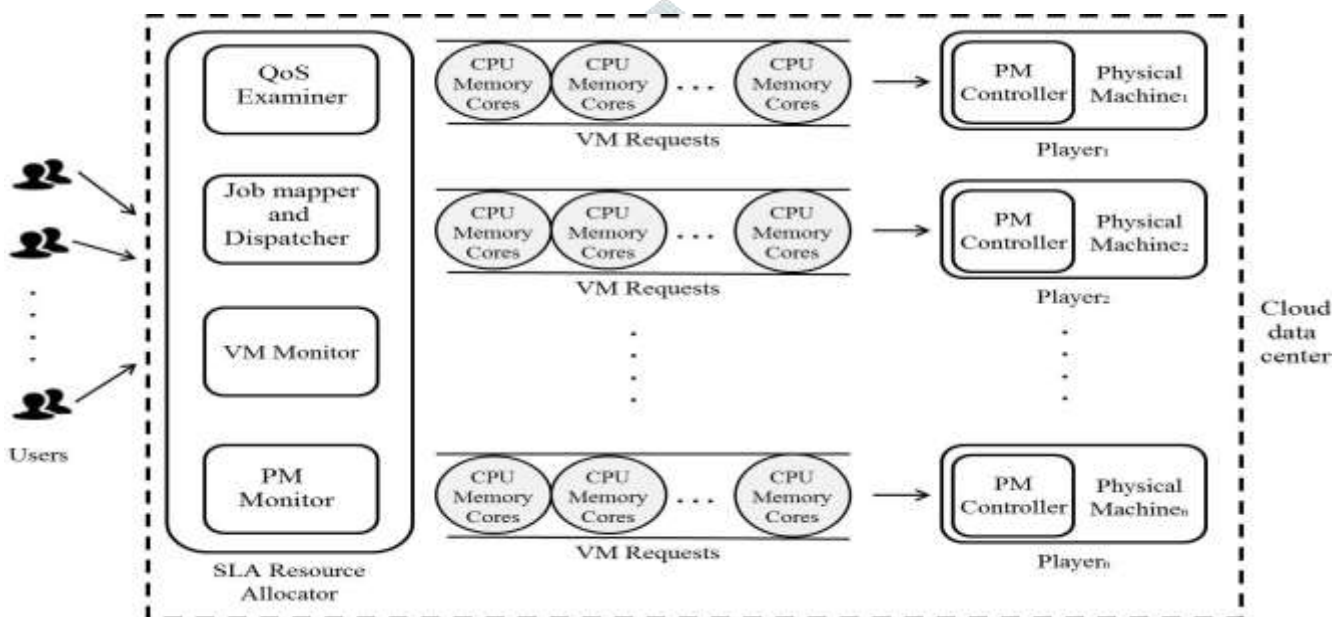 QoS
Examiner
Job mapper
and
Dispatcher
VM Monitor
PM
Monitor
SLA Resource
Allocator
Users
CPU
Memory
Cores
CPU
Memory
Cores
. . .
CPU
Memory
Cores
VM Requests
PM
Controller
Physical
Machine₁
Player₁
CPU
Memory
Cores
CPU
Memory
Cores
. . .
CPU
Memory
Cores
VM Requests
PM
Controller
Physical
Machine₂
Player₂
CPU
Memory
Cores
CPU
Memory
Cores
. . .
CPU
Memory
Cores
VM Requests
PM
Controller
Physical
Machineₙ
Playerₙ
Cloud
data
center